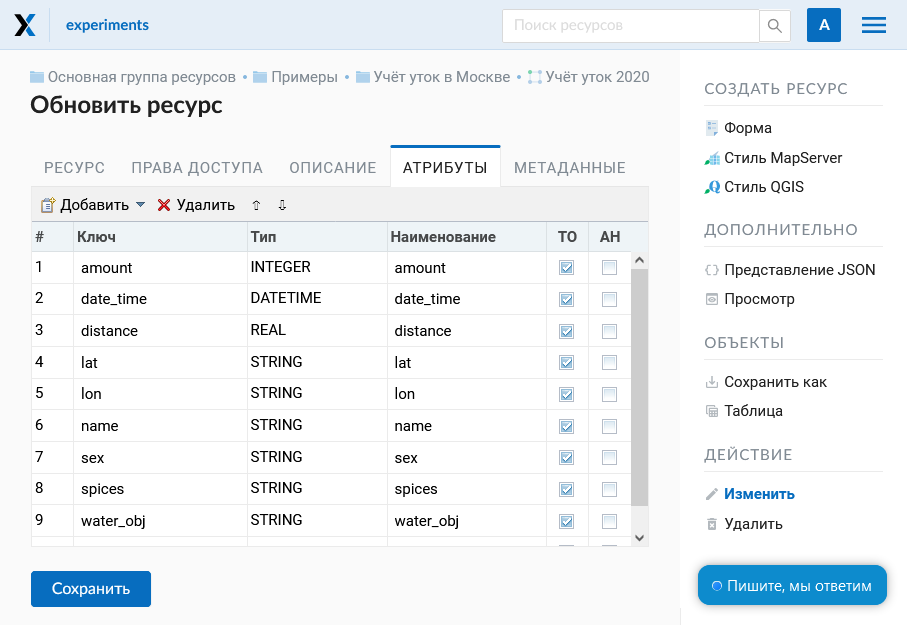 experiments
Поиск ресурсов
A
Основная группа ресурсов • Примеры • Учёт уток в Москве • Учёт уток 2020
Обновить ресурс
РЕСУРС ПРАВА ДОСТУПА ОПИСАНИЕ АТРИБУТЫ МЕТАДАННЫЕ
Добавить Удалить ⇧ ⇩
# Ключ Тип Наименование ТО АН
1 amount INTEGER amount
2 date_time DATETIME date_time
3 distance REAL distance
4 lat STRING lat
5 lon STRING lon
6 name STRING name
7 sex STRING sex
8 spices STRING spices
9 water_obj STRING water_obj
Сохранить
СОЗДАТЬ РЕСУРС
Форма
Стиль MapServer
Стиль QGIS
ДОПОЛНИТЕЛЬНО
Представление JSON
Просмотр
ОБЪЕКТЫ
Сохранить как
Таблица
ДЕЙСТВИЕ
Изменить
Удалить
Пишите, мы ответим